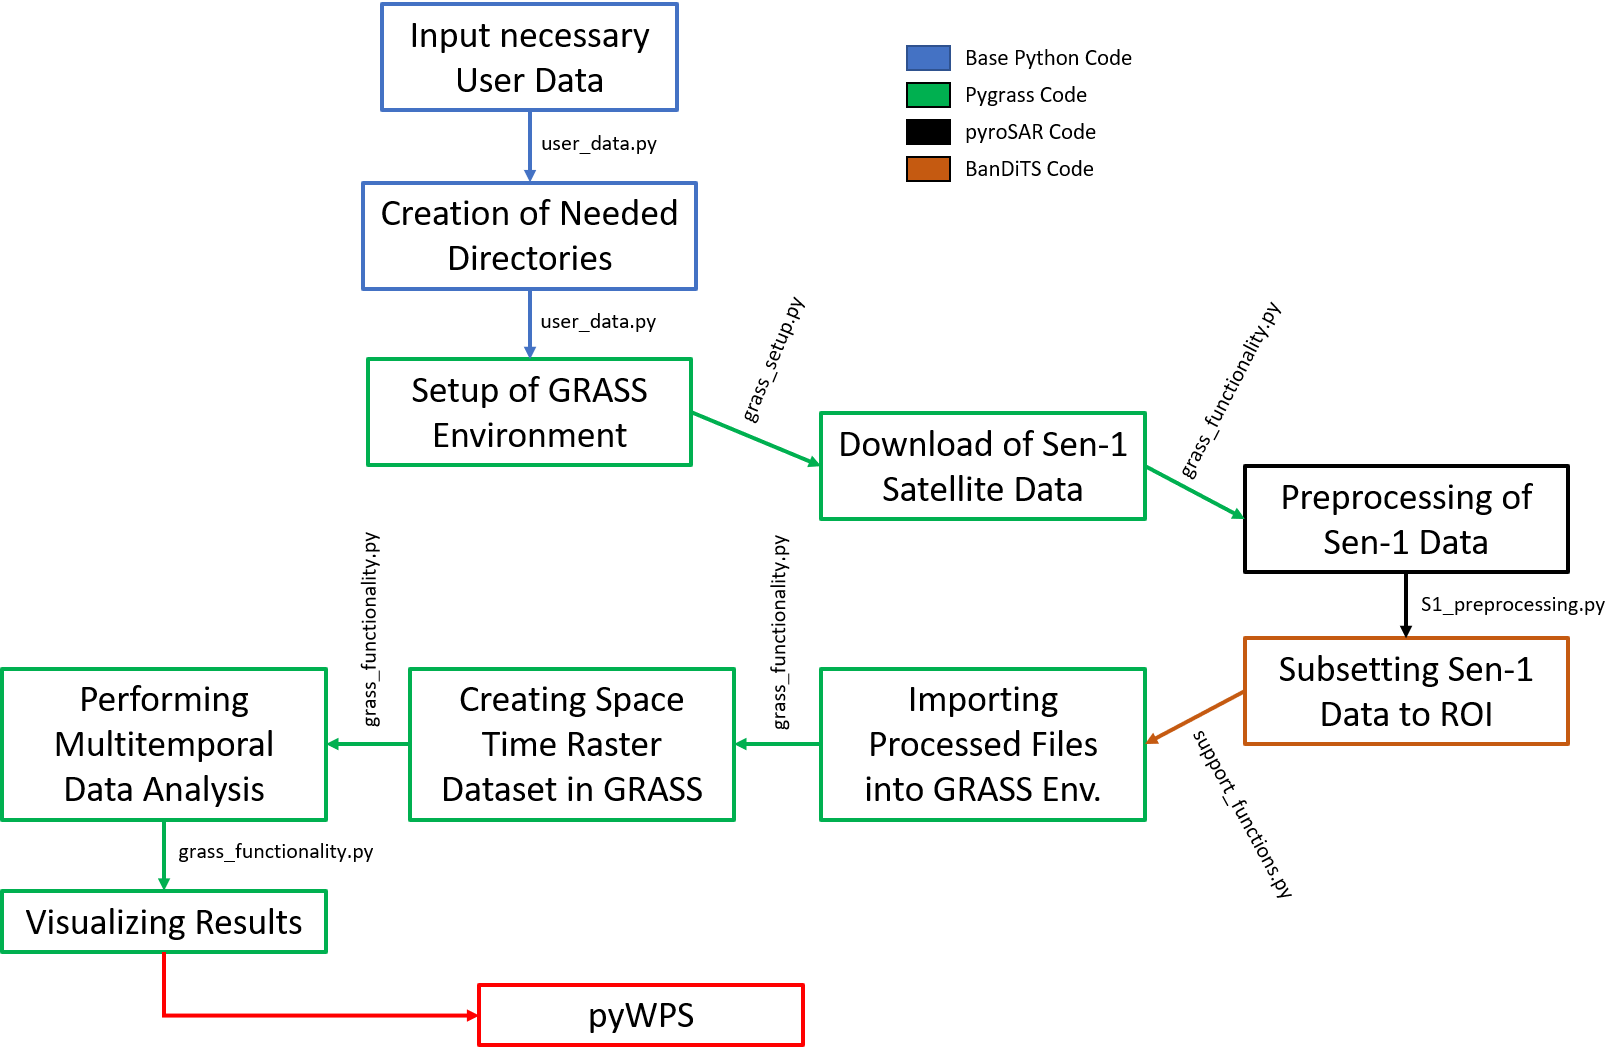 Input necessary
User Data
Base Python Code
Pygrass Code
pyroSAR Code
BanDiTS Code
user_data.py
Creation of Needed
Directories
user_data.py
Setup of GRASS
Environment
grass_setup.py
Download of Sen-1
Satellite Data
grass_functionality.py
Preprocessing of
Sen-1 Data
S1_preprocessing.py
Subsetting Sen-1
Data to ROI
support_functions.py
Importing
Processed Files
into GRASS Env.
grass_functionality.py
Creating Space
Time Raster
Dataset in GRASS
grass_functionality.py
Performing
Multitemporal
Data Analysis
grass_functionality.py
Visualizing Results
pyWPS